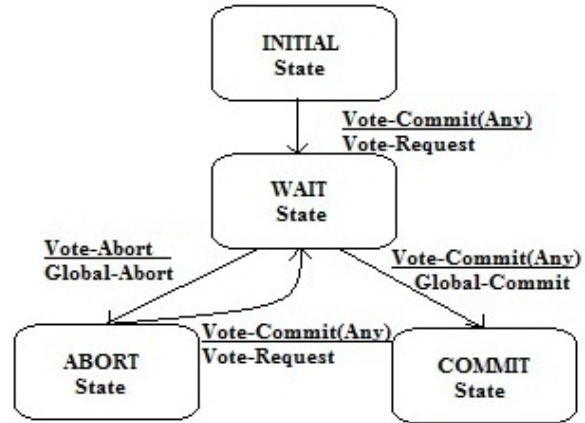 INITIAL
State
Vote-Commit(Any)
Vote-Request
WAIT
State
Vote-Abort
Global-Abort
Vote-Commit(Any)
Global-Commit
Vote-Commit(Any)
Vote-Request
ABORT
State
COMMIT
State